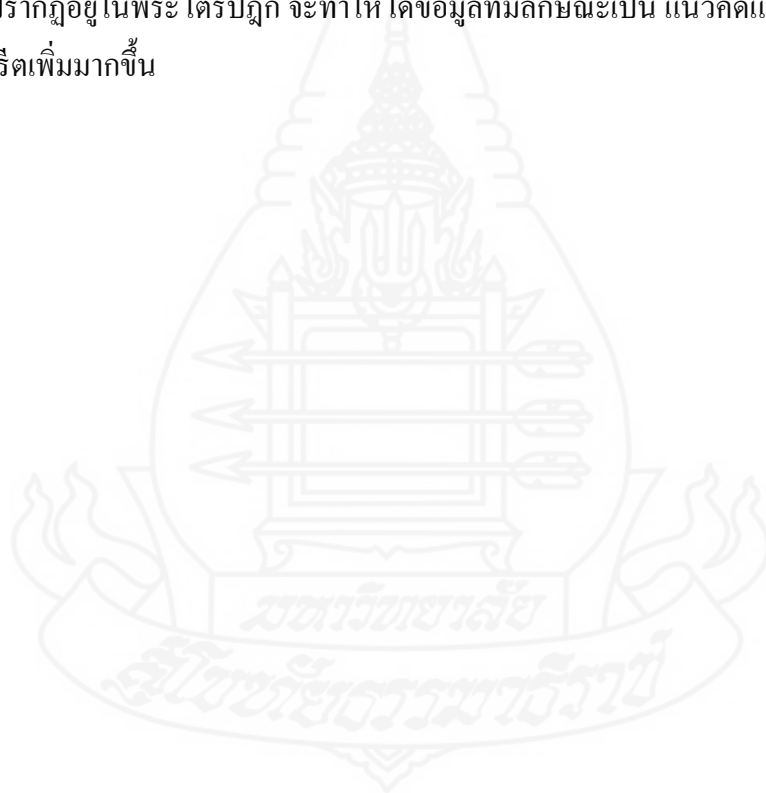 ปรากฏอยู่ในพระไตรปิฎก จะทำให้ได้ข้อมูลที่มีลักษณะเป็น แนวคิดแ
รีตเพิ่มมากขึ้น
มหาวิทยาลัย
สุโขทัยธรรมาธิราช